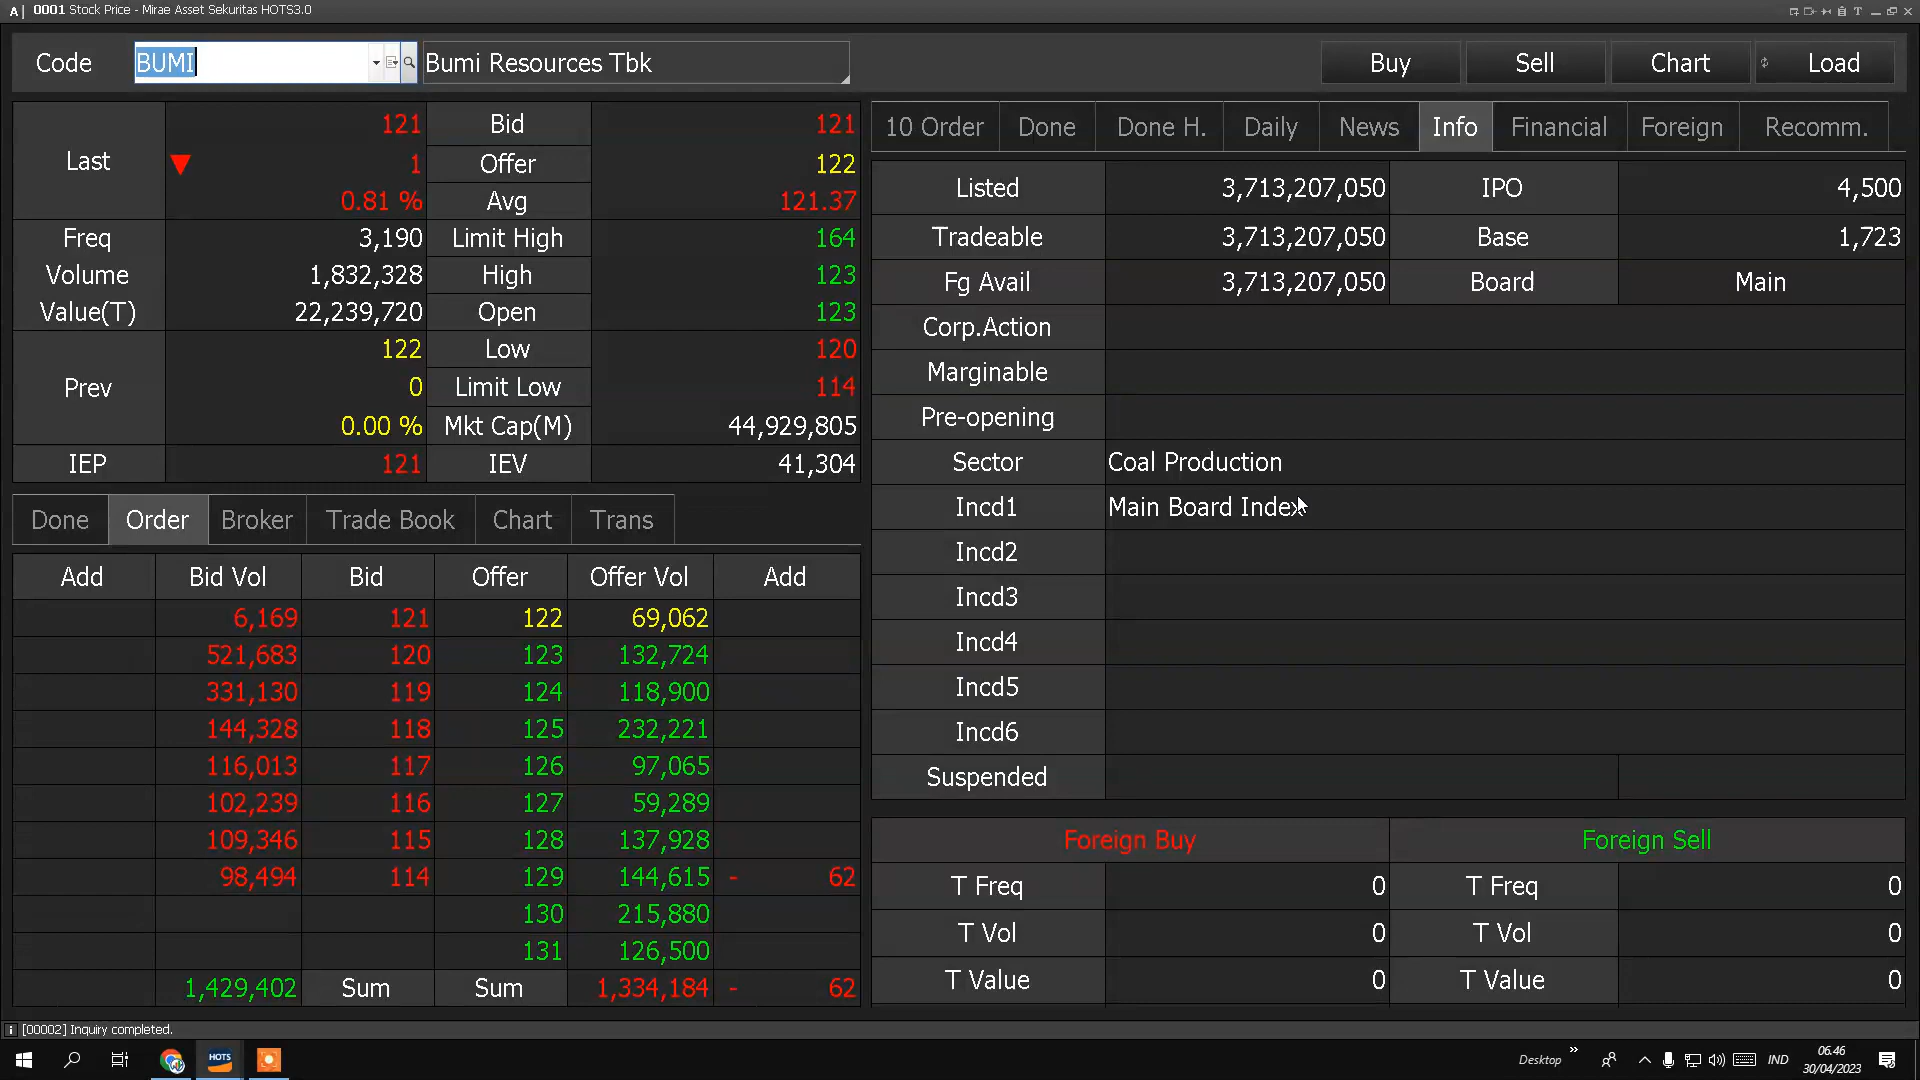 0001 Stock Price - Mirae Asset Sekuritas HOTS3.0
Code BUMI Bumi Resources Tbk Buy Sell Chart Load
Last 121 Bid 121
1 Offer 122
0.81 % Avg 121.37
Freq 3,190 Limit High 164
Volume 1,832,328 High 123
Value(T) 22,239,720 Open 123
Prev 122 Low 120
0 Limit Low 114
0.00 % Mkt Cap(M) 44,929,805
IEP 121 IEV 41,304
Done Order Broker Trade Book Chart Trans
Add Bid Vol Bid Offer Offer Vol Add
6,169 121 122 69,062
521,683 120 123 132,724
331,130 119 124 118,900
144,328 118 125 232,221
116,013 117 126 97,065
102,239 116 127 59,289
109,346 115 128 137,928
98,494 114 129 144,615 - 62
130 215,880
131 126,500
1,429,402 Sum Sum 1,334,184 - 62
10 Order Done Done H. Daily News Info Financial Foreign Recomm.
Listed 3,713,207,050 IPO 4,500
Tradeable 3,713,207,050 Base 1,723
Fg Avail 3,713,207,050 Board Main
Corp.Action
Marginable
Pre-opening
Sector Coal Production
Incd1 Main Board Index
Incd2
Incd3
Incd4
Incd5
Incd6
Suspended
Foreign Buy Foreign Sell
T Freq 0 T Freq 0
T Vol 0 T Vol 0
T Value 0 T Value 0
[00002] Inquiry completed.
HOTS Desktop IND 06.46
30/04/2023